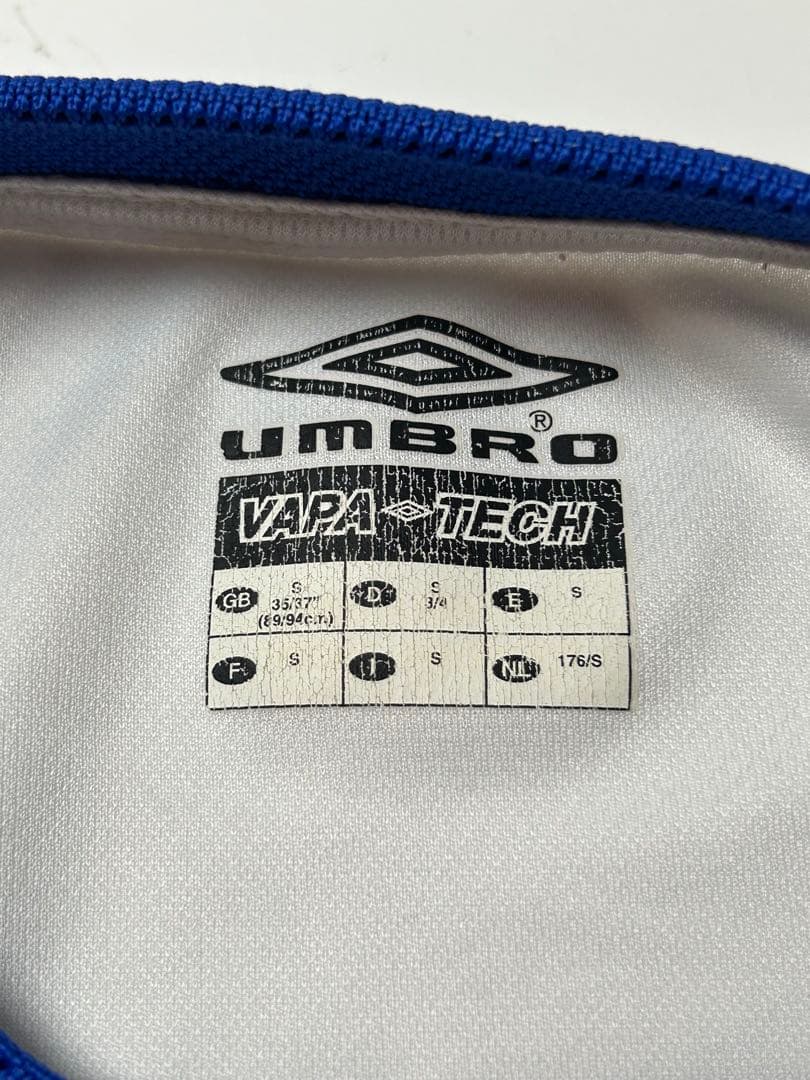 UMBRO®
VAPA TECH
GB S 35/37" (89/94c.m.) D S 3/4 E S
F S I S NL 176/S